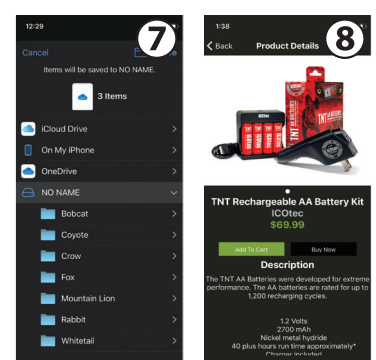 12:29
7
Cancel
Items will be saved to NO NAME.
3 Items
iCloud Drive
On My iPhone
OneDrive
NO NAME
Bobcat
Coyote
Crow
Fox
Mountain Lion
Rabbit
Whitetail
1:38
8
Back
Product Details
TNT
AA BATTERIES
TNT Rechargeable AA Battery Kit
ICOtec
$69.99
Add To Cart
Buy Now
Description
The TNT AA Batteries were developed for extreme
performance. The AA batteries are rated for up to
1,200 recharging cycles.
1.2 Volts
2700 mAh
Nickel metal hydride
40 plus hours run time approximately*
Charger included